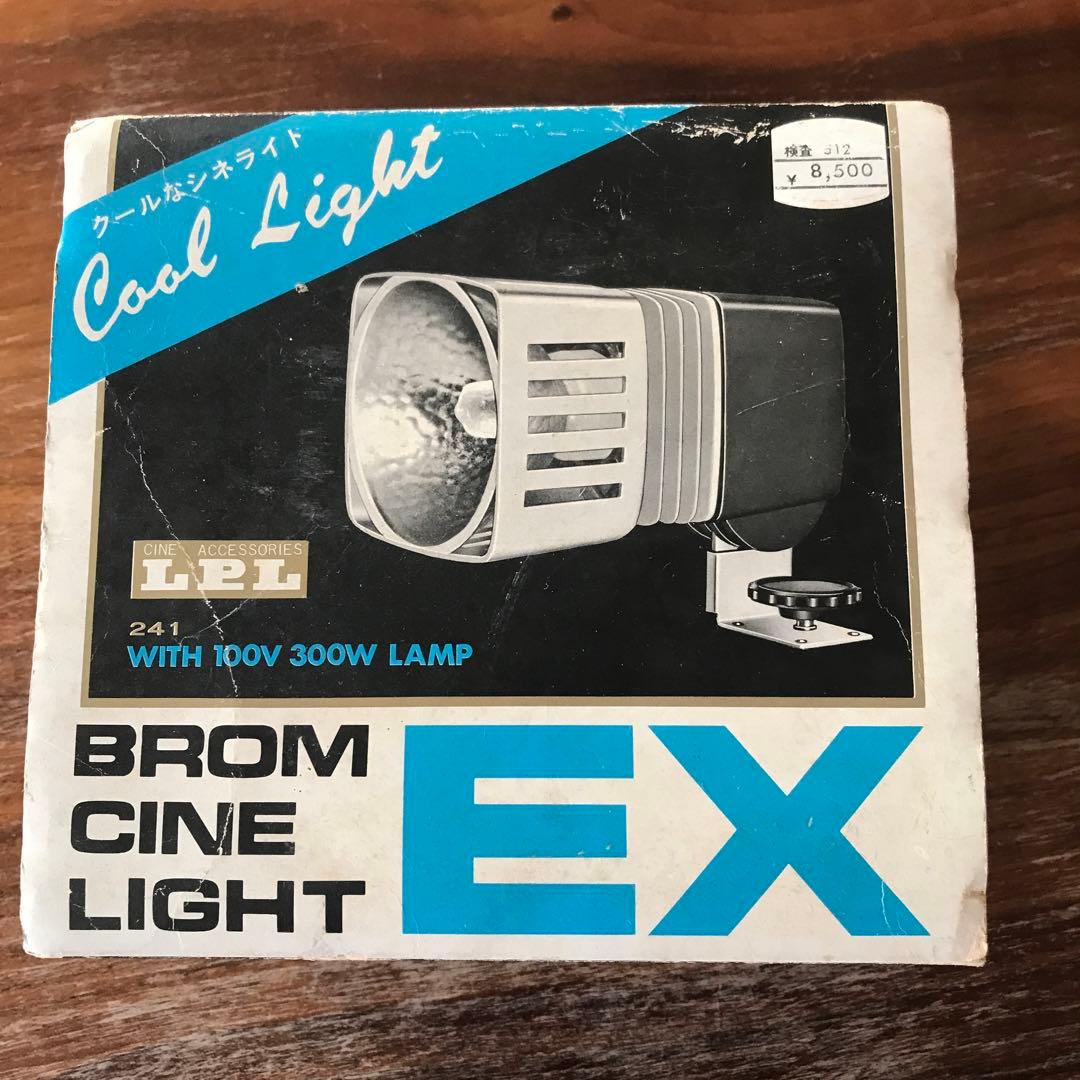 クールなシネライト
Cool Light
検査 512
¥ 8,500
CINE ACCESSORIES
LPL
241
WITH 100V 300W LAMP
BROM
CINE
LIGHT
EX